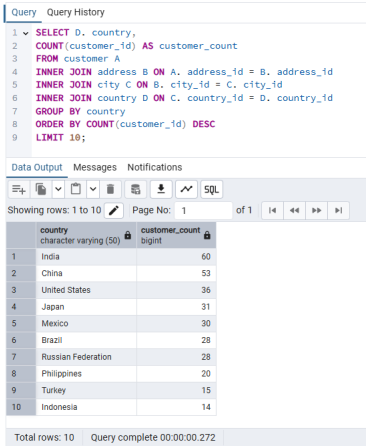 Query Query History
1 SELECT D. country,
2 COUNT(customer_id) AS customer_count
3 FROM customer A
4 INNER JOIN address B ON A. address_id = B. address_id
5 INNER JOIN city C ON B. city_id = C. city_id
6 INNER JOIN country D ON C. country_id = D. country_id
7 GROUP BY country
8 ORDER BY COUNT(customer_id) DESC
9 LIMIT 10;
Data Output Messages Notifications
SQL
Showing rows: 1 to 10 Page No: 1 of 1
country customer_count
character varying (50) bigint
1 India 60
2 China 53
3 United States 36
4 Japan 31
5 Mexico 30
6 Brazil 28
7 Russian Federation 28
8 Philippines 20
9 Turkey 15
10 Indonesia 14
Total rows: 10 Query complete 00:00:00.272